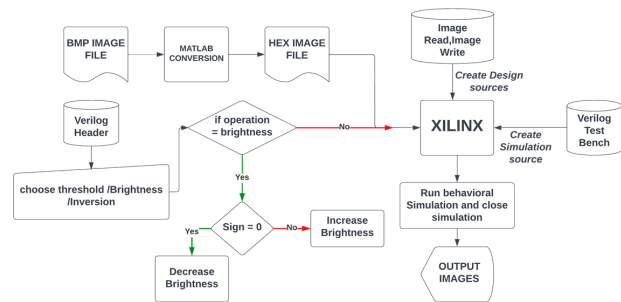 BMP IMAGE
FILE
MATLAB
CONVERSION
HEX IMAGE
FILE
Image
Read,Image
Write
Create Design
sources
Verilog
Header
if operation
= brightness
No
XILINX
Create
Simulation
source
Verilog
Test
Bench
choose threshold /Brightness
/Inversion
Yes
Run behavioral
Simulation and close
simulation
Yes
Sign = 0
No
Increase
Brightness
Decrease
Brightness
OUTPUT
IMAGES